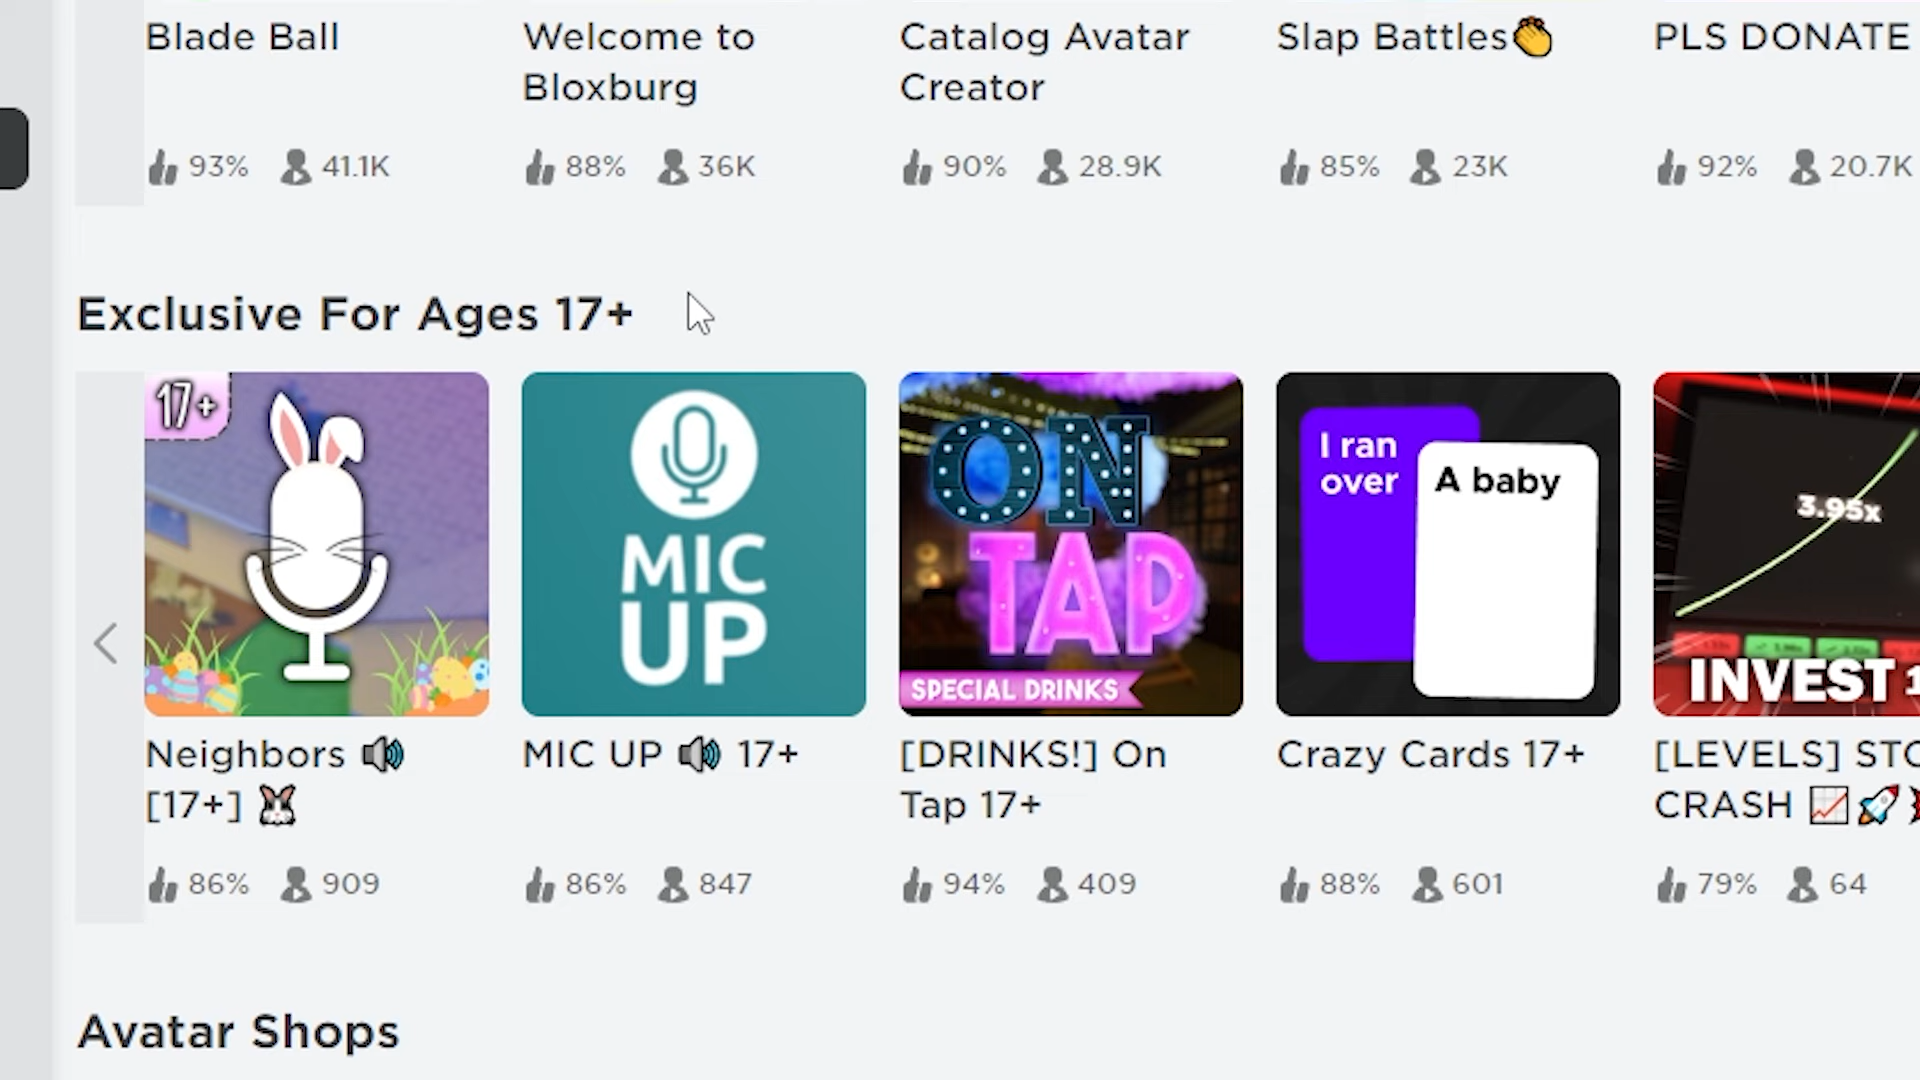 Blade Ball
Welcome to
Bloxburg
Catalog Avatar
Creator
Slap Battles👏
PLS DONATE
93% 41.1K
88% 36K
90% 28.9K
85% 23K
92% 20.7K
Exclusive For Ages 17+
17+
MIC
UP
ON
TAP
SPECIAL DRINKS
I ran
over
A baby
3.95x
INVEST
Neighbors 🔊
[17+] 🐰
MIC UP 🔊 17+
[DRINKS!] On
Tap 17+
Crazy Cards 17+
[LEVELS] STO
CRASH 📈🚀
86% 909
86% 847
94% 409
88% 601
79% 64
Avatar Shops